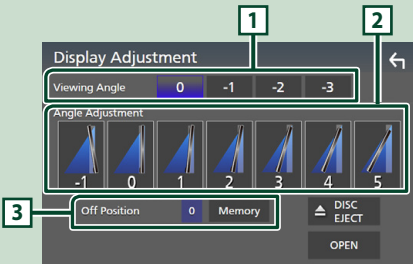 1
2
Display Adjustment
Viewing Angle 0 -1 -2 -3
Angle Adjustment
-1 0 1 2 3 4 5
3
Off Position 0 Memory
DISC
EJECT
OPEN